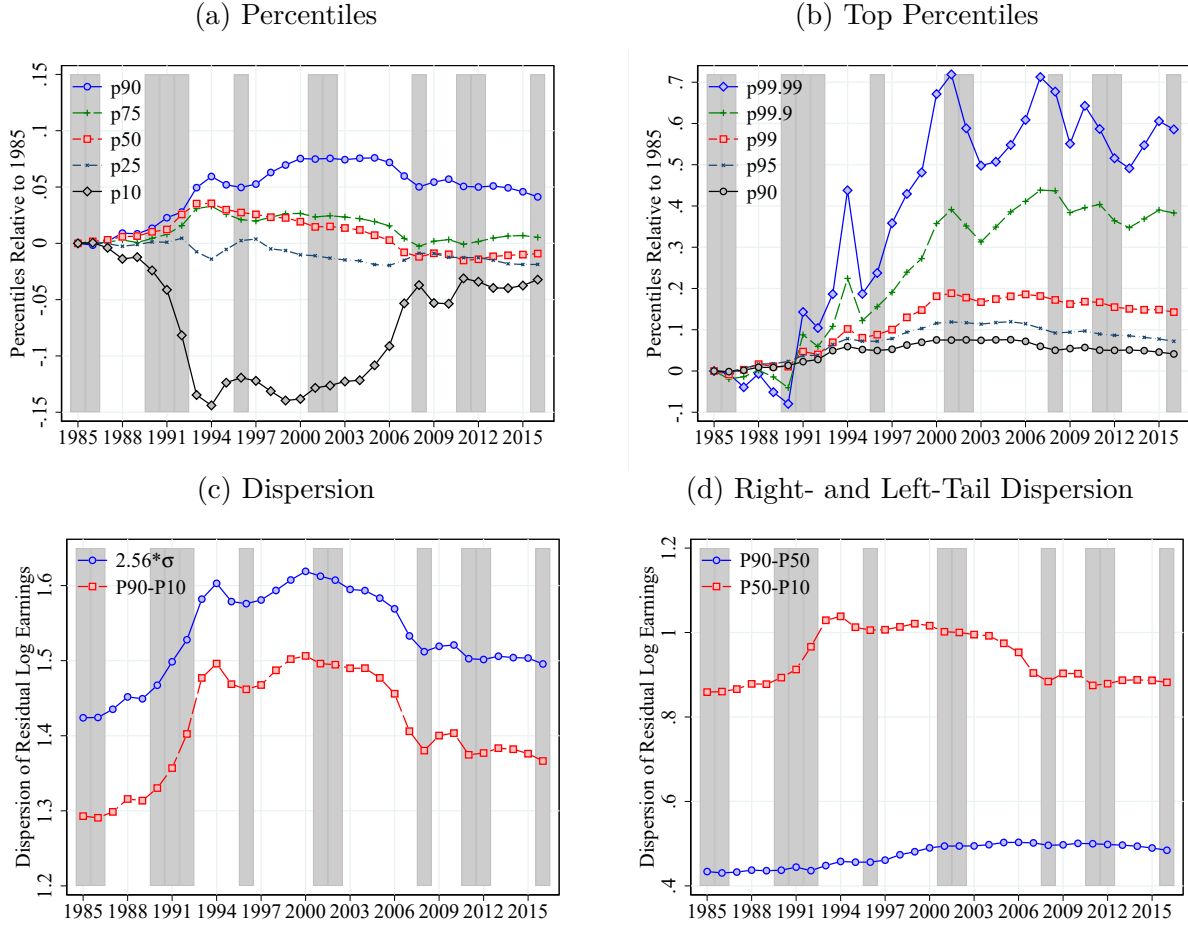 (a) Percentiles
Percentiles Relative to 1985
.15
.1
.05
0
-.05
-.1
-.15
p90
p75
p50
p25
p10
1985 1988 1991 1994 1997 2000 2003 2006 2009 2012 2015
(b) Top Percentiles
Percentiles Relative to 1985
.7
.6
.5
.4
.3
.2
.1
0
-.1
p99.99
p99.9
p99
p95
p90
1985 1988 1991 1994 1997 2000 2003 2006 2009 2012 2015
(c) Dispersion
Dispersion of Residual Log Earnings
1.6
1.5
1.4
1.3
1.2
2.56*σ
P90-P10
1985 1988 1991 1994 1997 2000 2003 2006 2009 2012 2015
(d) Right- and Left-Tail Dispersion
Dispersion of Residual Log Earnings
1.2
1
.8
.6
.4
P90-P50
P50-P10
1985 1988 1991 1994 1997 2000 2003 2006 2009 2012 2015